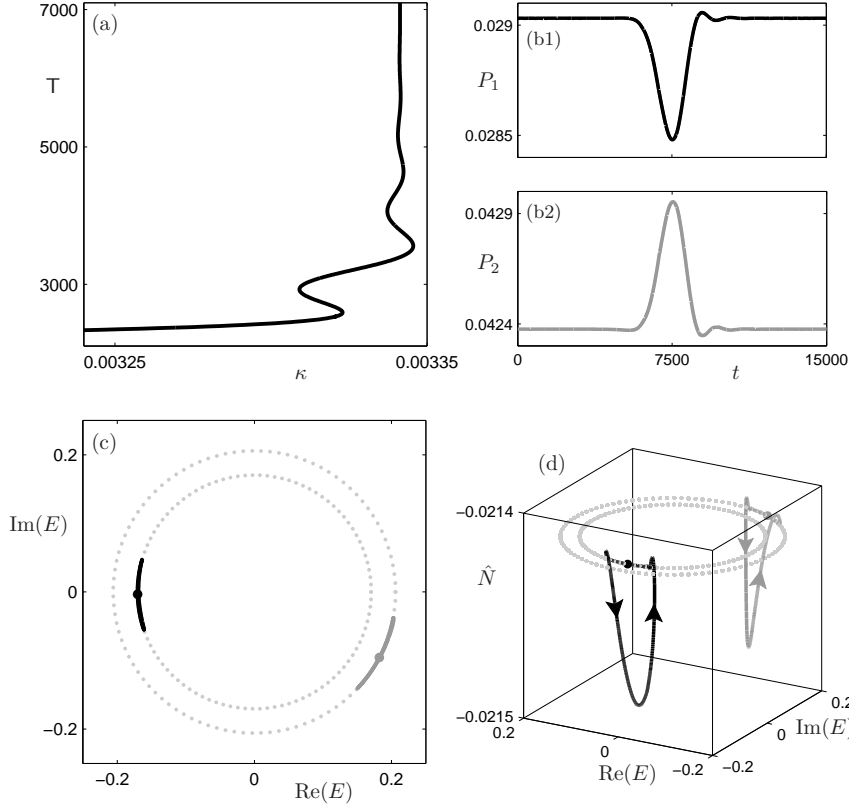 (a)
7000
T
5000
3000
0.00325
κ
0.00335
0.029
(b1)
P₁
0.0285
0.0429
(b2)
P₂
0.0424
0
7500
t
15000
(c)
0.2
Im(E)
0
−0.2
−0.2
0
Re(E)
0.2
(d)
−0.0214
N̂
−0.0215
0.2
0
Re(E)
−0.2
−0.2
0
Im(E)
0.2